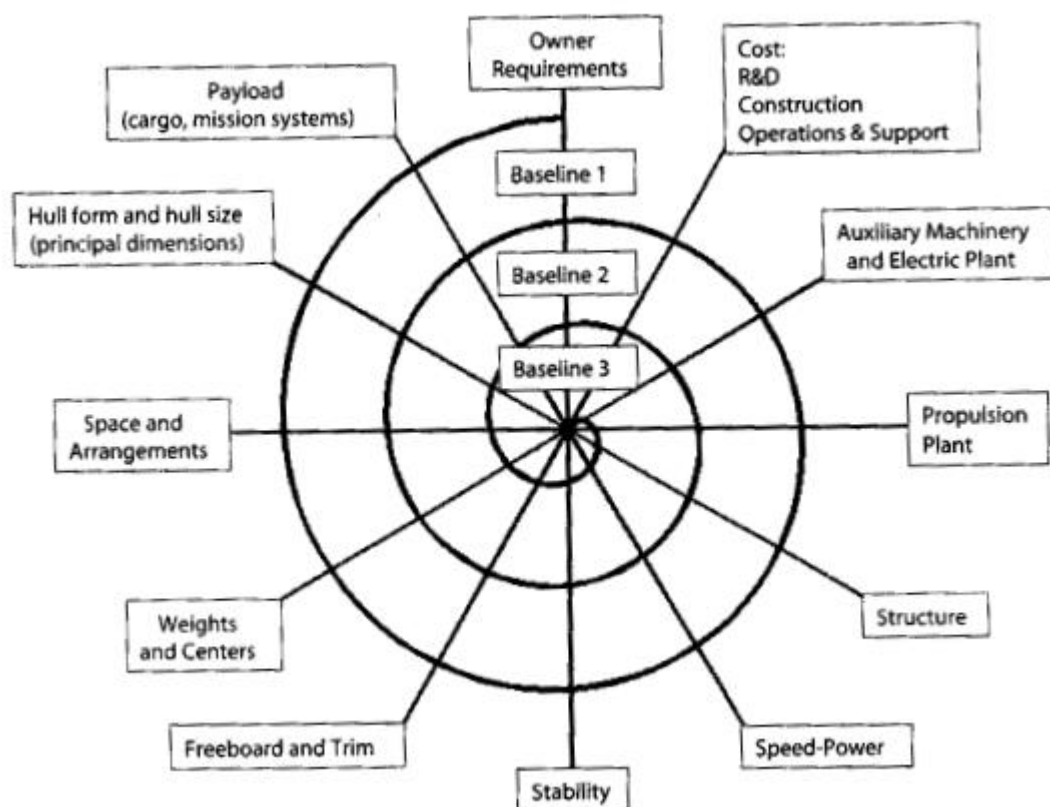 Owner
Requirements
Cost:
R&D
Construction
Operations & Support
Payload
(cargo, mission systems)
Baseline 1
Hull form and hull size
(principal dimensions)
Auxiliary Machinery
and Electric Plant
Baseline 2
Baseline 3
Space and
Arrangements
Propulsion
Plant
Weights
and Centers
Structure
Freeboard and Trim
Speed-Power
Stability